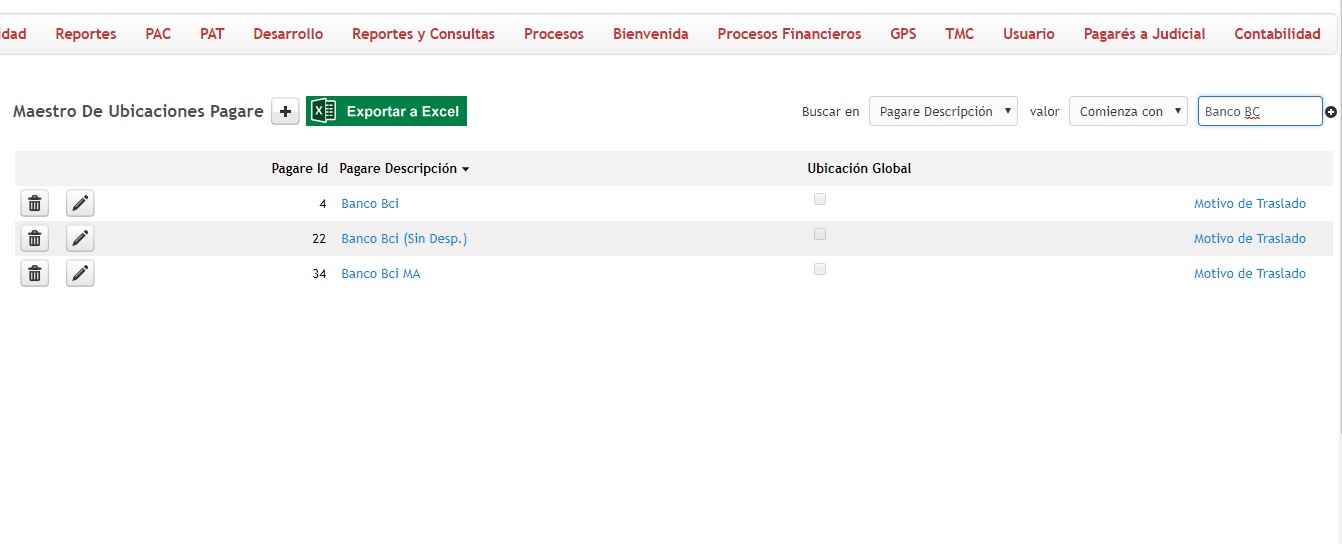 idad Reportes PAC PAT Desarrollo Reportes y Consultas Procesos Bienvenida Procesos Financieros GPS TMC Usuario Pagarés a Judicial Contabilidad
Maestro De Ubicaciones Pagare + Exportar a Excel Buscar en Pagare Descripción valor Comienza con Banco BC
Pagare Id Pagare Descripción Ubicación Global
4 Banco Bci Motivo de Traslado
22 Banco Bci (Sin Desp.) Motivo de Traslado
34 Banco Bci MA Motivo de Traslado